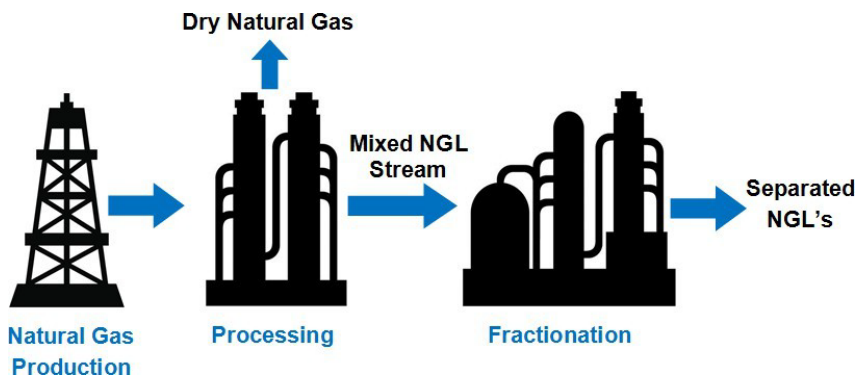 Dry Natural Gas
Mixed NGL
Stream
Separated
NGL's
Natural Gas
Production
Processing
Fractionation